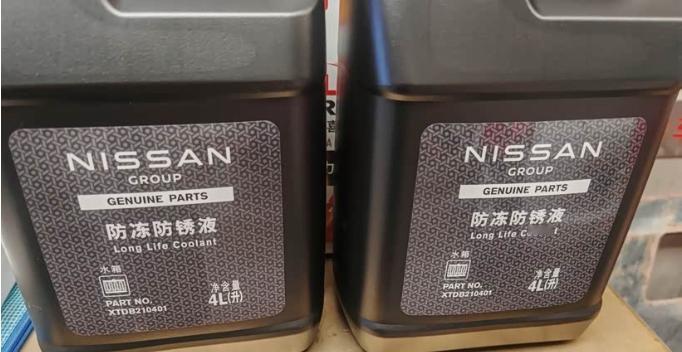 NISSAN
GROUP
GENUINE PARTS
防冻防锈液
Long Life Coolant
水箱
净含量
4L(升)
PART NO.
XTDB210401
NISSAN
GROUP
GENUINE PARTS
防冻防锈液
Long Life
水箱
净含量
4L(升)
PART NO.
XTDB210401